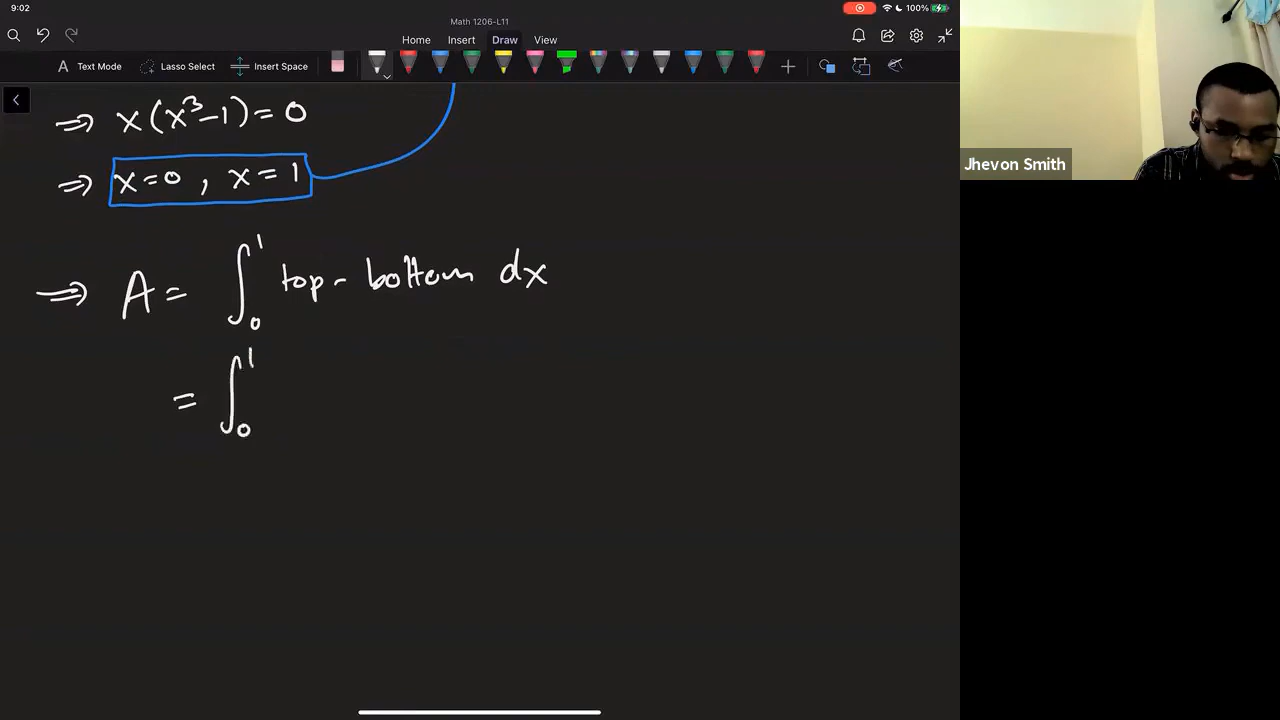 9:02
100%
Math 1206-L11
Home Insert Draw View
Text Mode Lasso Select Insert Space
⇒ x(x³-1)=0
⇒ x=0 , x=1
⇒ A= ∫₀¹ top - bottom dx
= ∫₀¹
Jhevon Smith